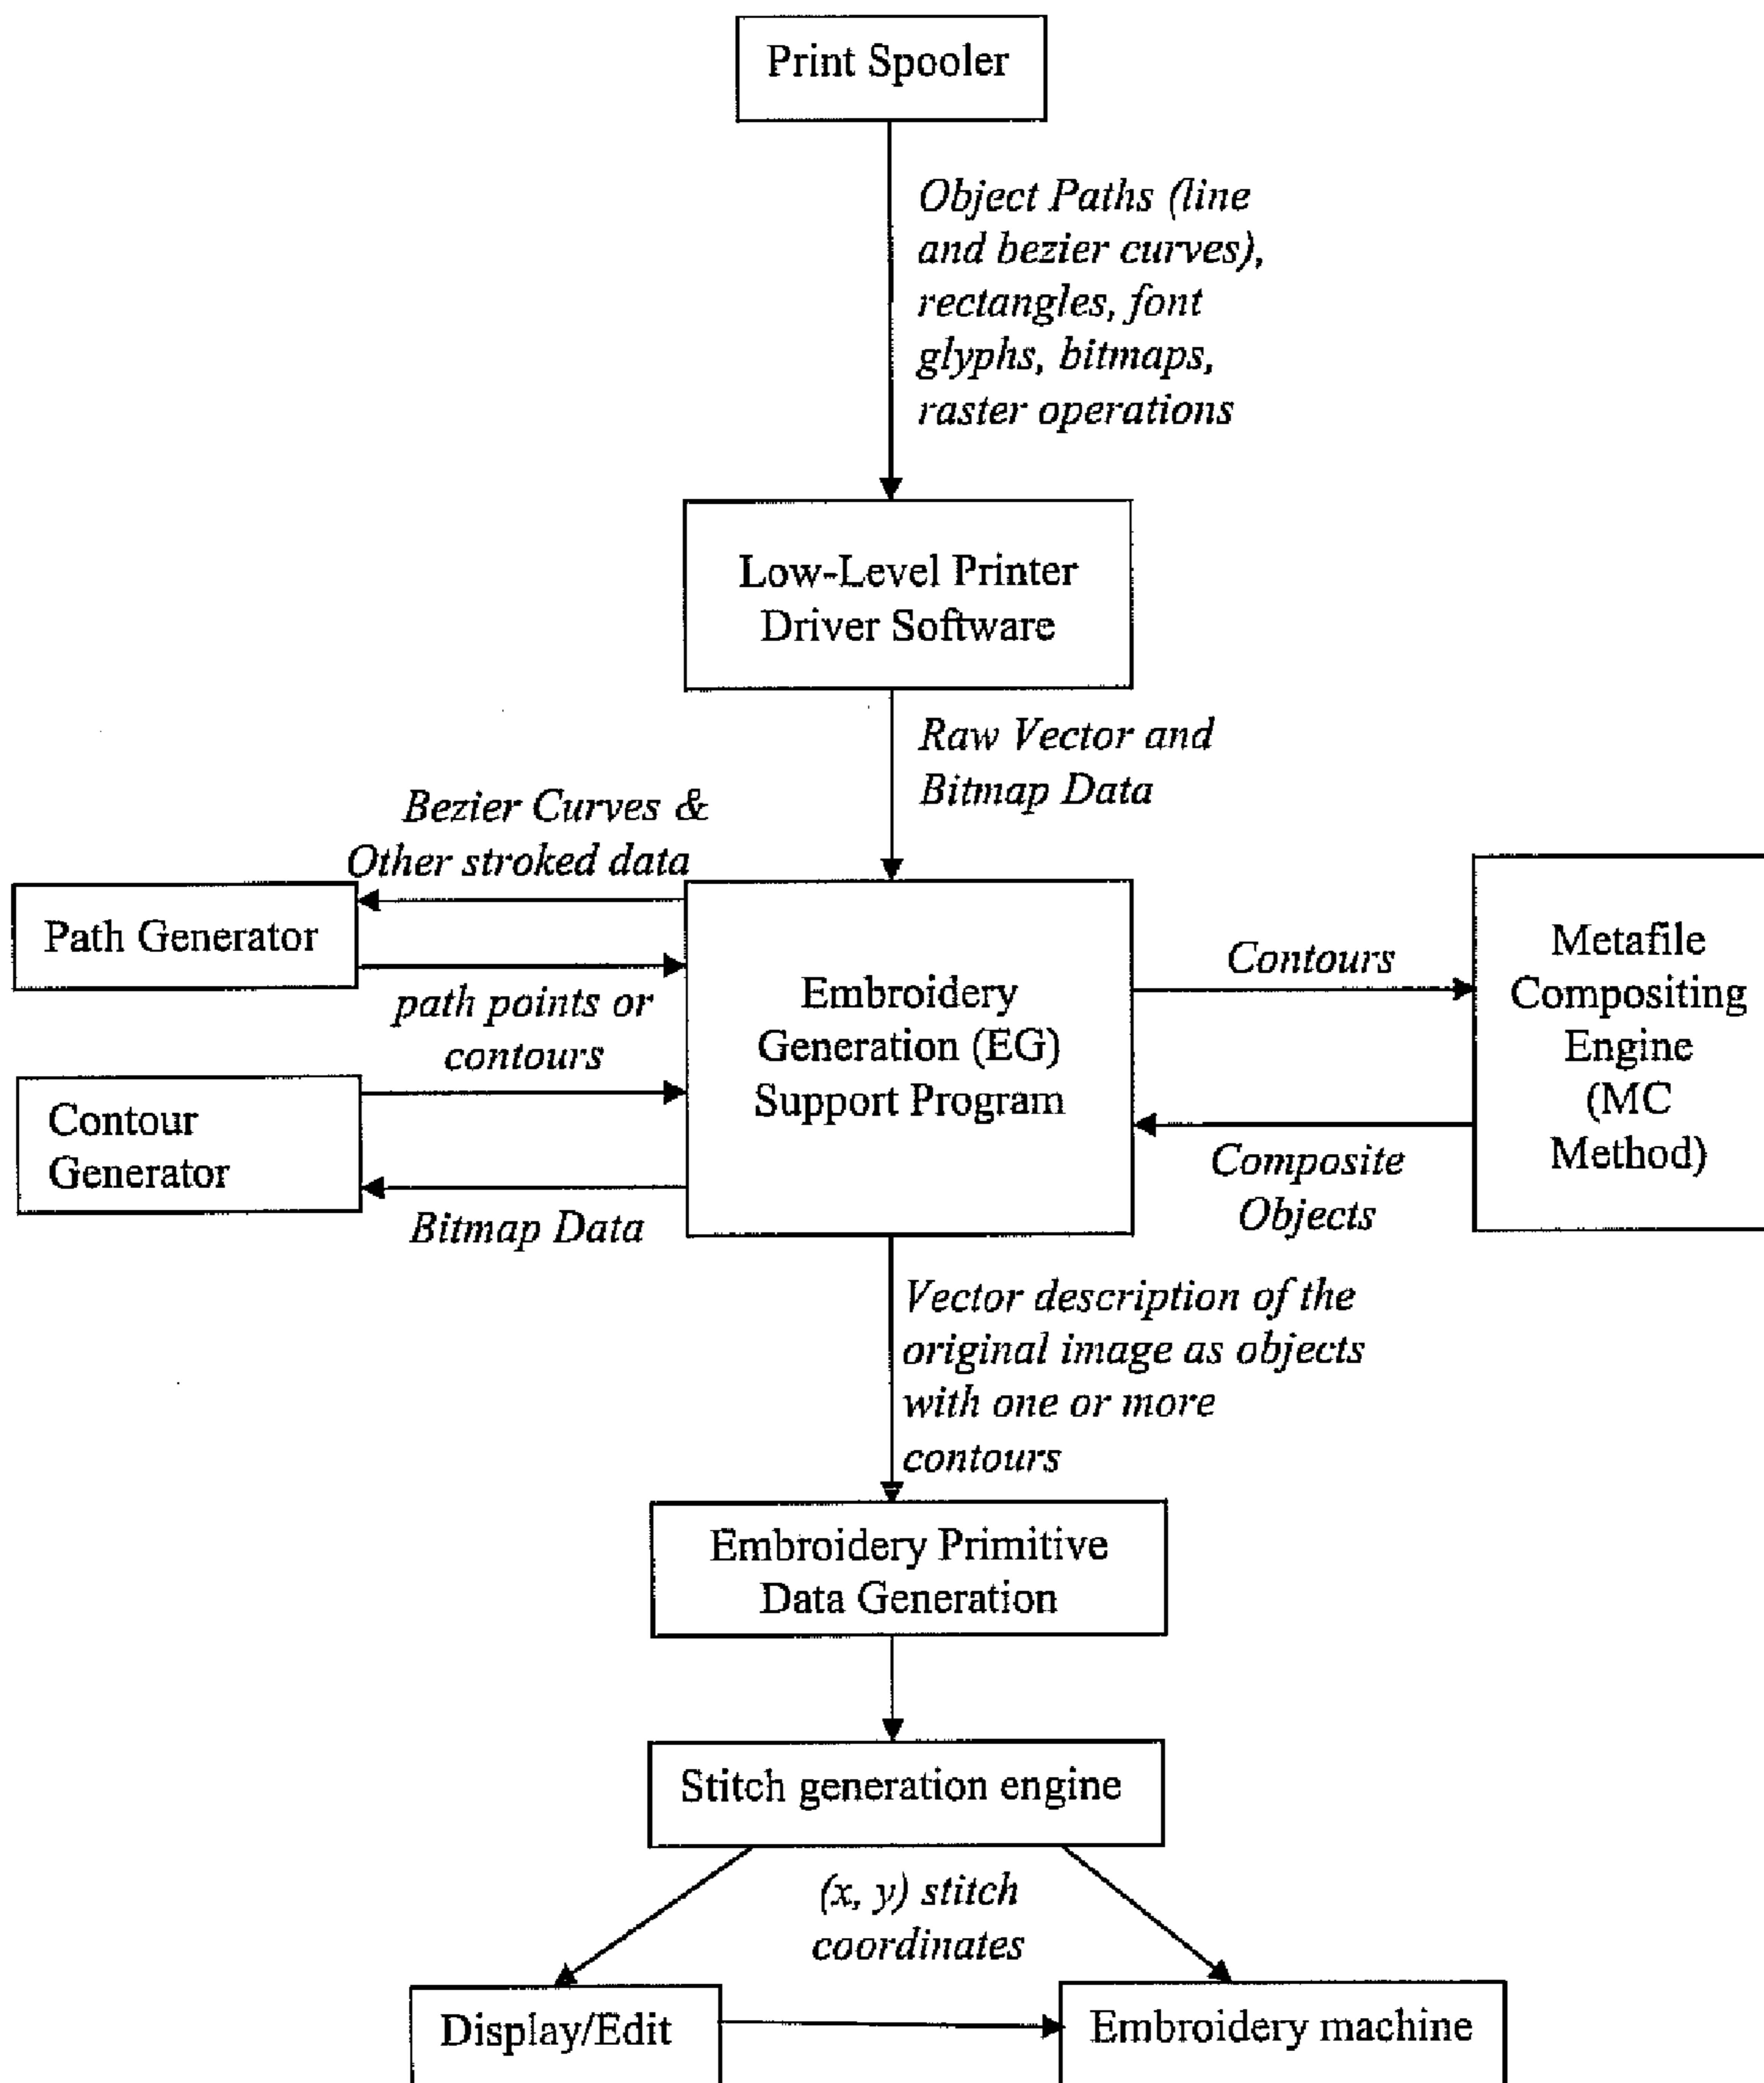 Print Spooler
Object Paths (line
and bezier curves),
rectangles, font
glyphs, bitmaps,
raster operations
Low-Level Printer
Driver Software
Raw Vector and
Bitmap Data
Bezier Curves &
Other stroked data
Path Generator
path points or
contours
Contour
Generator
Bitmap Data
Embroidery
Generation (EG)
Support Program
Contours
Composite
Objects
Metafile
Compositing
Engine
(MC
Method)
Vector description of the
original image as objects
with one or more
contours
Embroidery Primitive
Data Generation
Stitch generation engine
(x, y) stitch
coordinates
Display/Edit
Embroidery machine